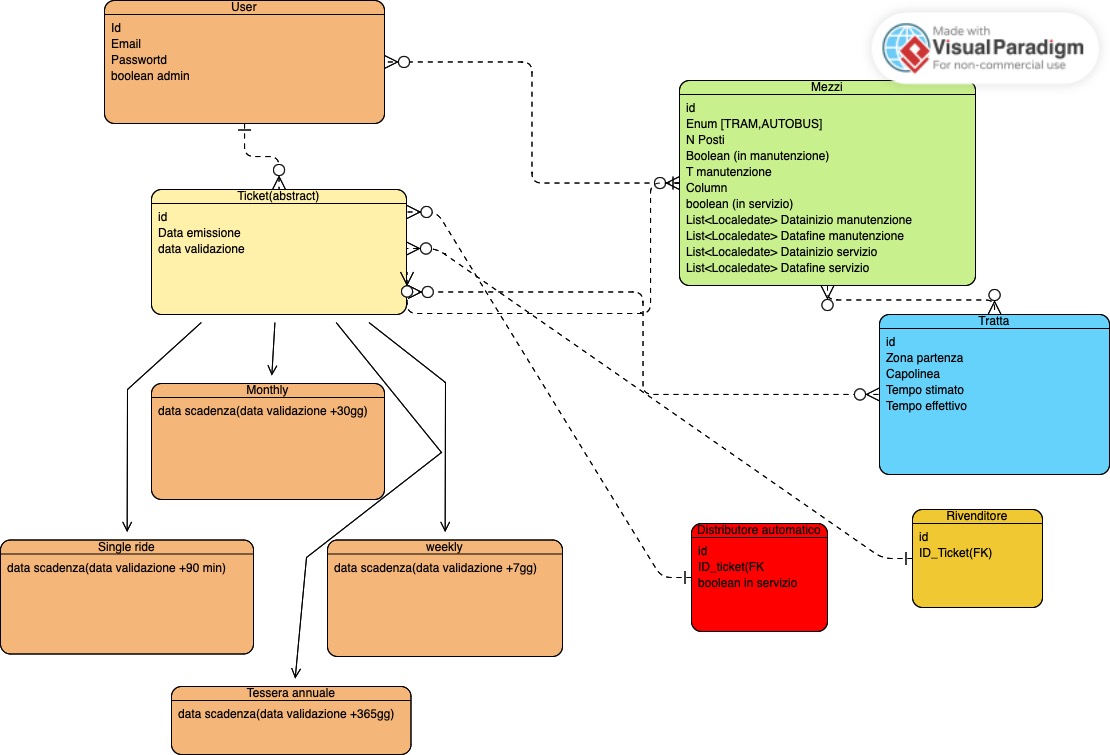 User
Id
Email
Passwortd
boolean admin
Made with
VisualParadigm
For non-commercial use
Mezzi
id
Enum [TRAM,AUTOBUS]
N Posti
Boolean (in manutenzione)
T manutenzione
Column
boolean (in servizio)
List<Localedate> Datainizio manutenzione
List<Localedate> Datafine manutenzione
List<Localedate> Datainizio servizio
List<Localedate> Datafine servizio
Ticket(abstract)
id
Data emissione
data validazione
Tratta
id
Zona partenza
Capolinea
Tempo stimato
Tempo effettivo
Monthly
data scadenza(data validazione +30gg)
Single ride
data scadenza(data validazione +90 min)
weekly
data scadenza(data validazione +7gg)
Distributore automatico
id
ID_ticket(FK
boolean in servizio
Rivenditore
id
ID_Ticket(FK)
Tessera annuale
data scadenza(data validazione +365gg)